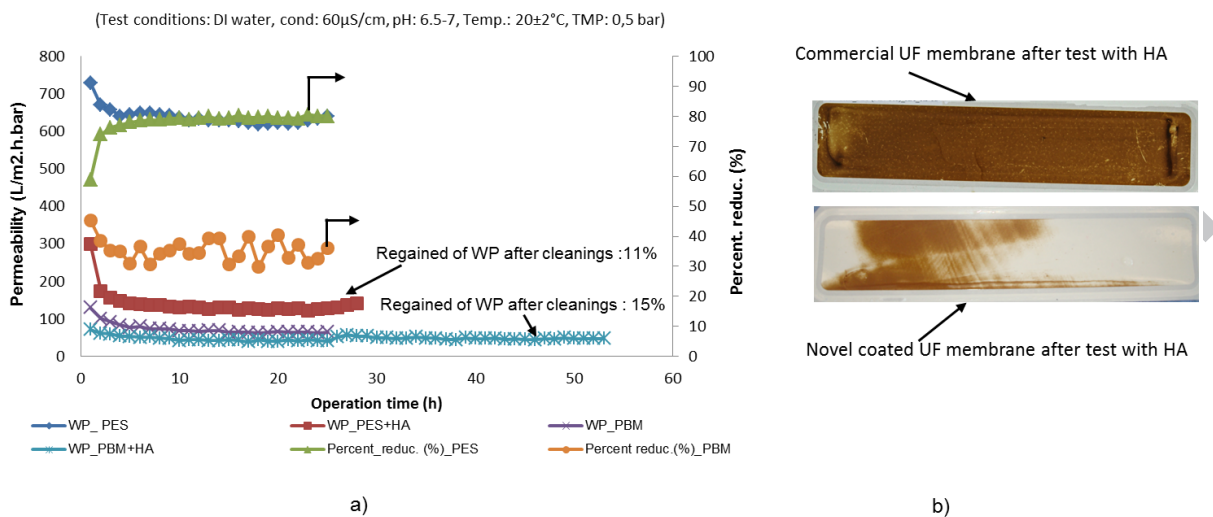 (Test conditions: DI water, cond: 60µS/cm, pH: 6.5-7, Temp.: 20±2°C, TMP: 0,5 bar)
Permeability (L/m2.h.bar)
800
700
600
500
400
300
200
100
0
100
90
80
70
60
50
40
30
20
10
0
Percent. reduc. (%)
Regained of WP after cleanings :11%
Regained of WP after cleanings : 15%
0 10 20 30 40 50 60
Operation time (h)
WP_ PES WP_PES+HA WP_PBM
WP_PBM+HA Percent_reduc. (%)_PES Percent reduc.(%)_PBM
a)
Commercial UF membrane after test with HA
Novel coated UF membrane after test with HA
b)